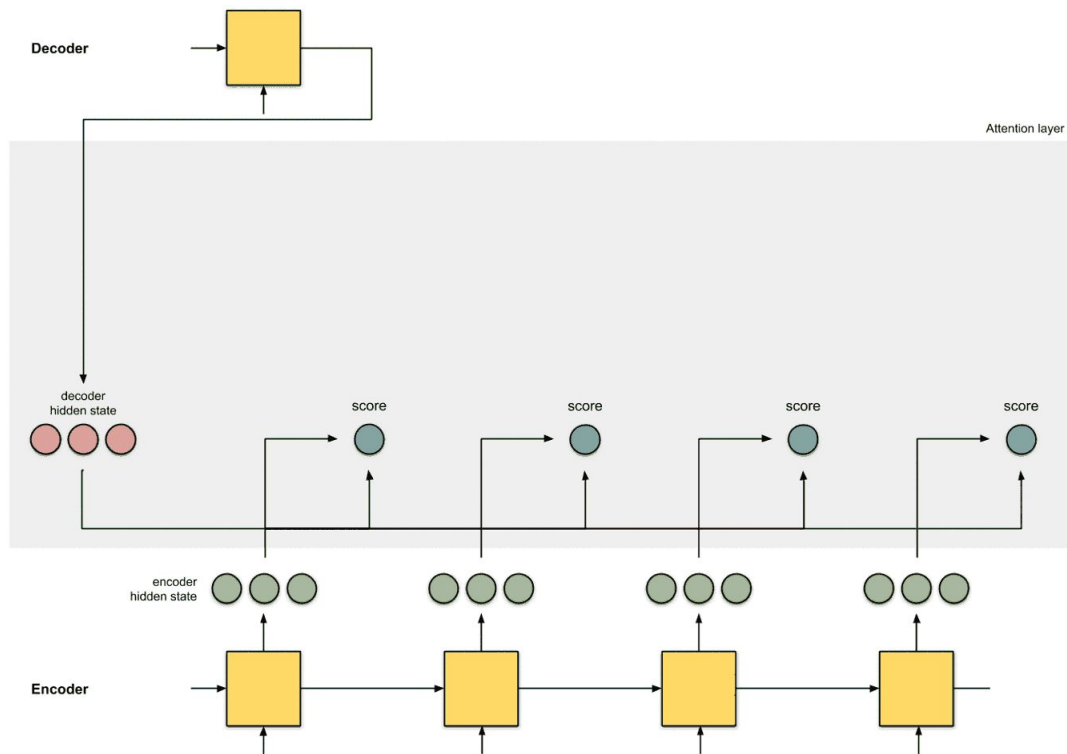 Decoder
Attention layer
decoder
hidden state
score
score
score
score
encoder
hidden state
Encoder